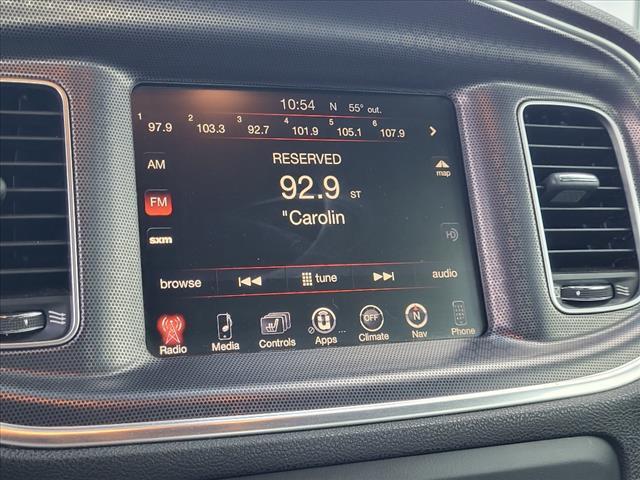 10:54 N 55° out.
1 97.9 2 103.3 3 92.7 4 101.9 5 105.1 6 107.9
AM
RESERVED
map
FM
92.9 ST
sxm
"Carolin
HD
browse tune audio
Radio Media Controls Apps OFF Climate N Nav Phone